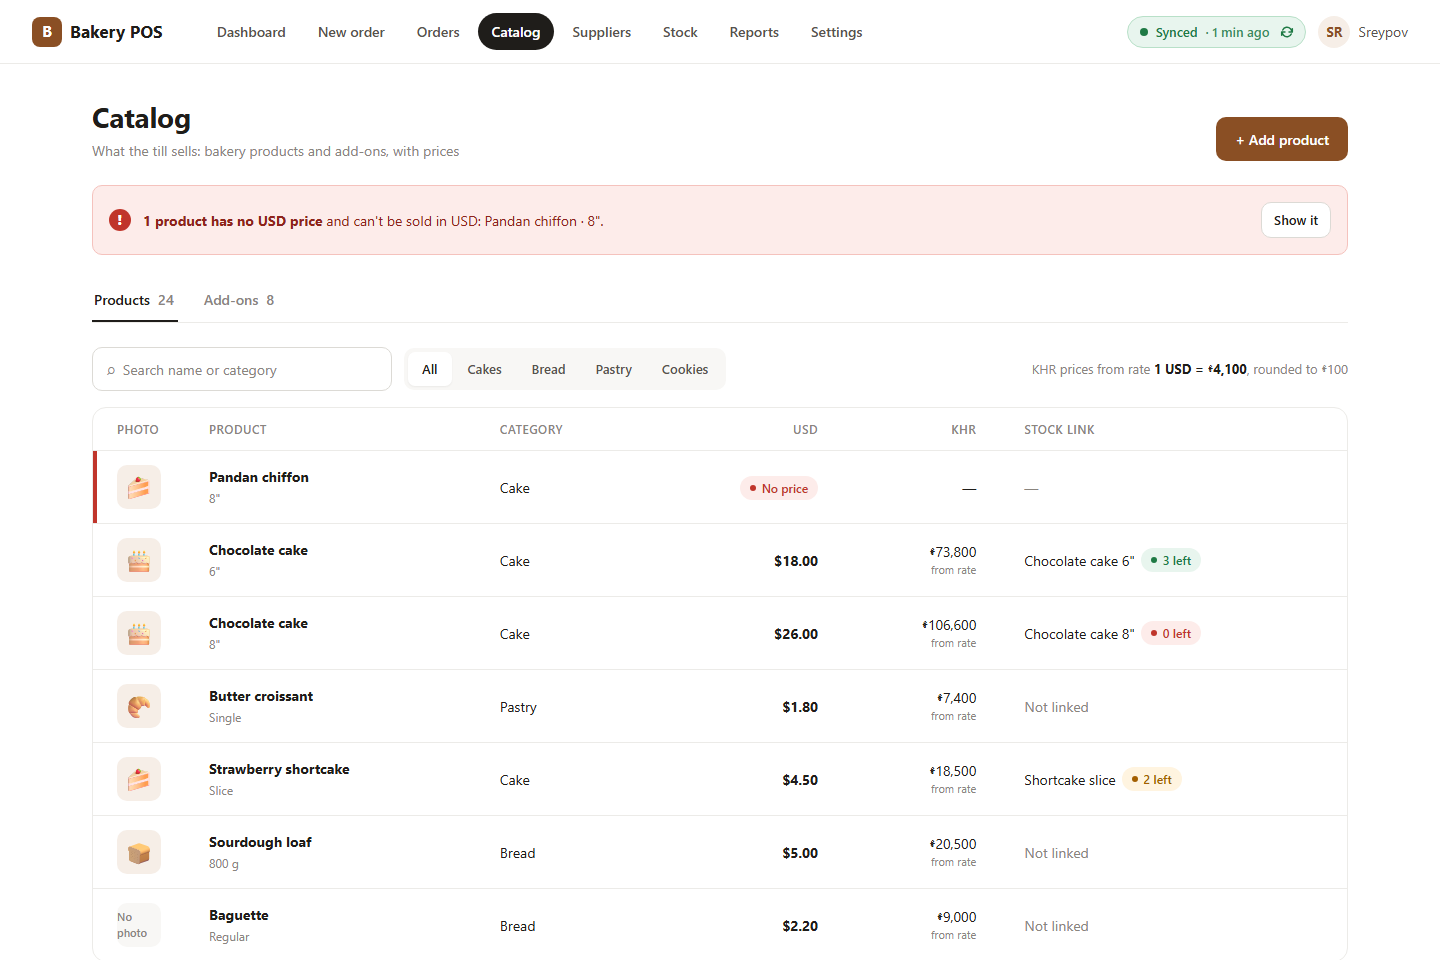 B Bakery POS Dashboard New order Orders Catalog Suppliers Stock Reports Settings Synced · 1 min ago SR Sreypov
Catalog
What the till sells: bakery products and add-ons, with prices
+ Add product
! 1 product has no USD price and can't be sold in USD: Pandan chiffon · 8". Show it
Products 24 Add-ons 8
Search name or category All Cakes Bread Pastry Cookies KHR prices from rate 1 USD = ៛4,100, rounded to ៛100
PHOTO PRODUCT CATEGORY USD KHR STOCK LINK
Pandan chiffon
8"
Cake No price — —
Chocolate cake
6"
Cake $18.00 ៛73,800
from rate
Chocolate cake 6" 3 left
Chocolate cake
8"
Cake $26.00 ៛106,600
from rate
Chocolate cake 8" 0 left
Butter croissant
Single
Pastry $1.80 ៛7,400
from rate
Not linked
Strawberry shortcake
Slice
Cake $4.50 ៛18,500
from rate
Shortcake slice 2 left
Sourdough loaf
800 g
Bread $5.00 ៛20,500
from rate
Not linked
No
photo
Baguette
Regular
Bread $2.20 ៛9,000
from rate
Not linked